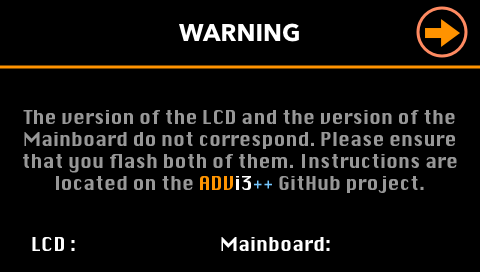 WARNING
The version of the LCD and the version of the
Mainboard do not correspond. Please ensure
that you flash both of them. Instructions are
located on the ADVi3++ GitHub project.
LCD: Mainboard: